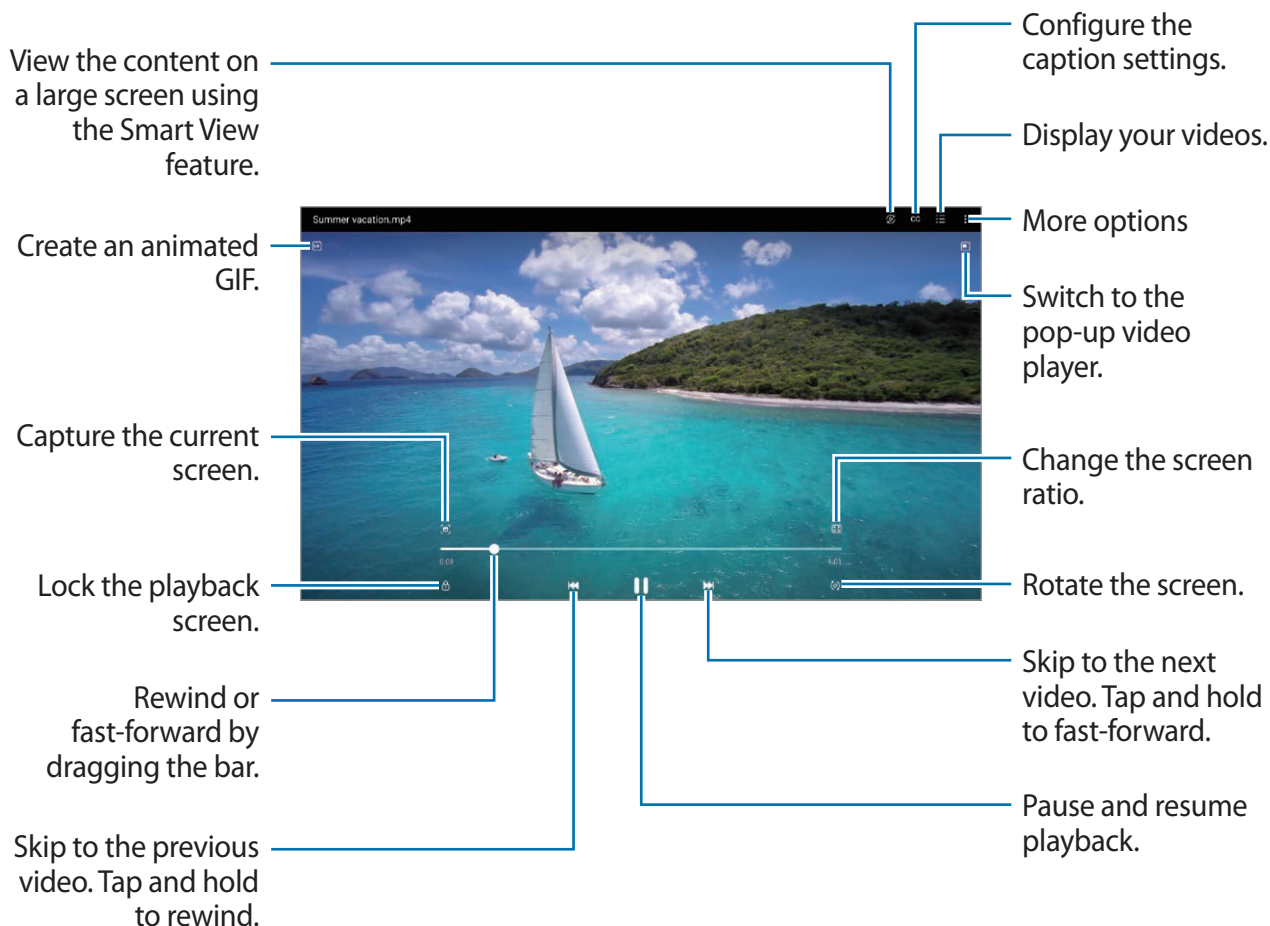 View the content on
a large screen using
the Smart View
feature.
Create an animated
GIF.
Capture the current
screen.
Lock the playback
screen.
Rewind or
fast-forward by
dragging the bar.
Skip to the previous
video. Tap and hold
to rewind.
Summer vacation.mp4
CC
0:03
Configure the
caption settings.
Display your videos.
More options
Switch to the
pop-up video
player.
Change the screen
ratio.
Rotate the screen.
Skip to the next
video. Tap and hold
to fast-forward.
Pause and resume
playback.